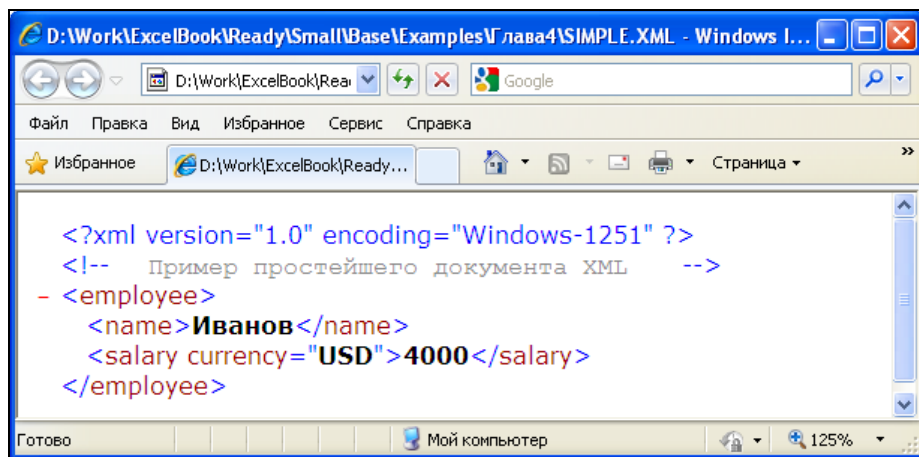 D:\Work\ExcelBook\Ready\Small\Base\Examples\Глава4\SIMPLE.XML - Windows I...
D:\Work\ExcelBook\Rea Google
Файл Правка Вид Избранное Сервис Справка
Избранное D:\Work\ExcelBook\Ready... Страница »
<?xml version="1.0" encoding="Windows-1251" ?>
<!-- Пример простейшего документа XML -->
- <employee>
<name>Иванов</name>
<salary currency="USD">4000</salary>
</employee>
Готово Мой компьютер 125%